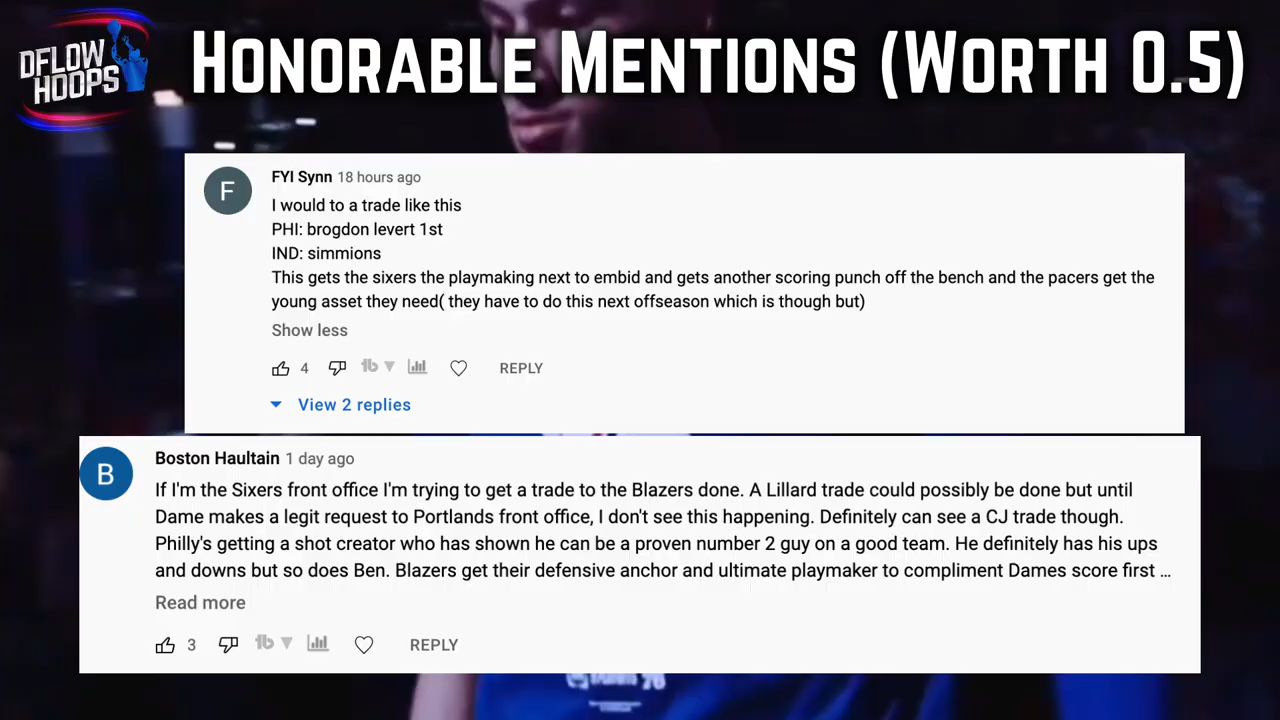 DFLOW
HOOPS
HONORABLE MENTIONS (WORTH 0.5)
F
FYI Synn 18 hours ago
I would to a trade like this
PHI: brogdon levert 1st
IND: simmions
This gets the sixers the playmaking next to embid and gets another scoring punch off the bench and the pacers get the
young asset they need( they have to do this next offseason which is though but)
Show less
4 REPLY
View 2 replies
B
Boston Haultain 1 day ago
If I'm the Sixers front office I'm trying to get a trade to the Blazers done. A Lillard trade could possibly be done but until
Dame makes a legit request to Portlands front office, I don't see this happening. Definitely can see a CJ trade though.
Philly's getting a shot creator who has shown he can be a proven number 2 guy on a good team. He definitely has his ups
and downs but so does Ben. Blazers get their defensive anchor and ultimate playmaker to compliment Dames score first ...
Read more
3 REPLY